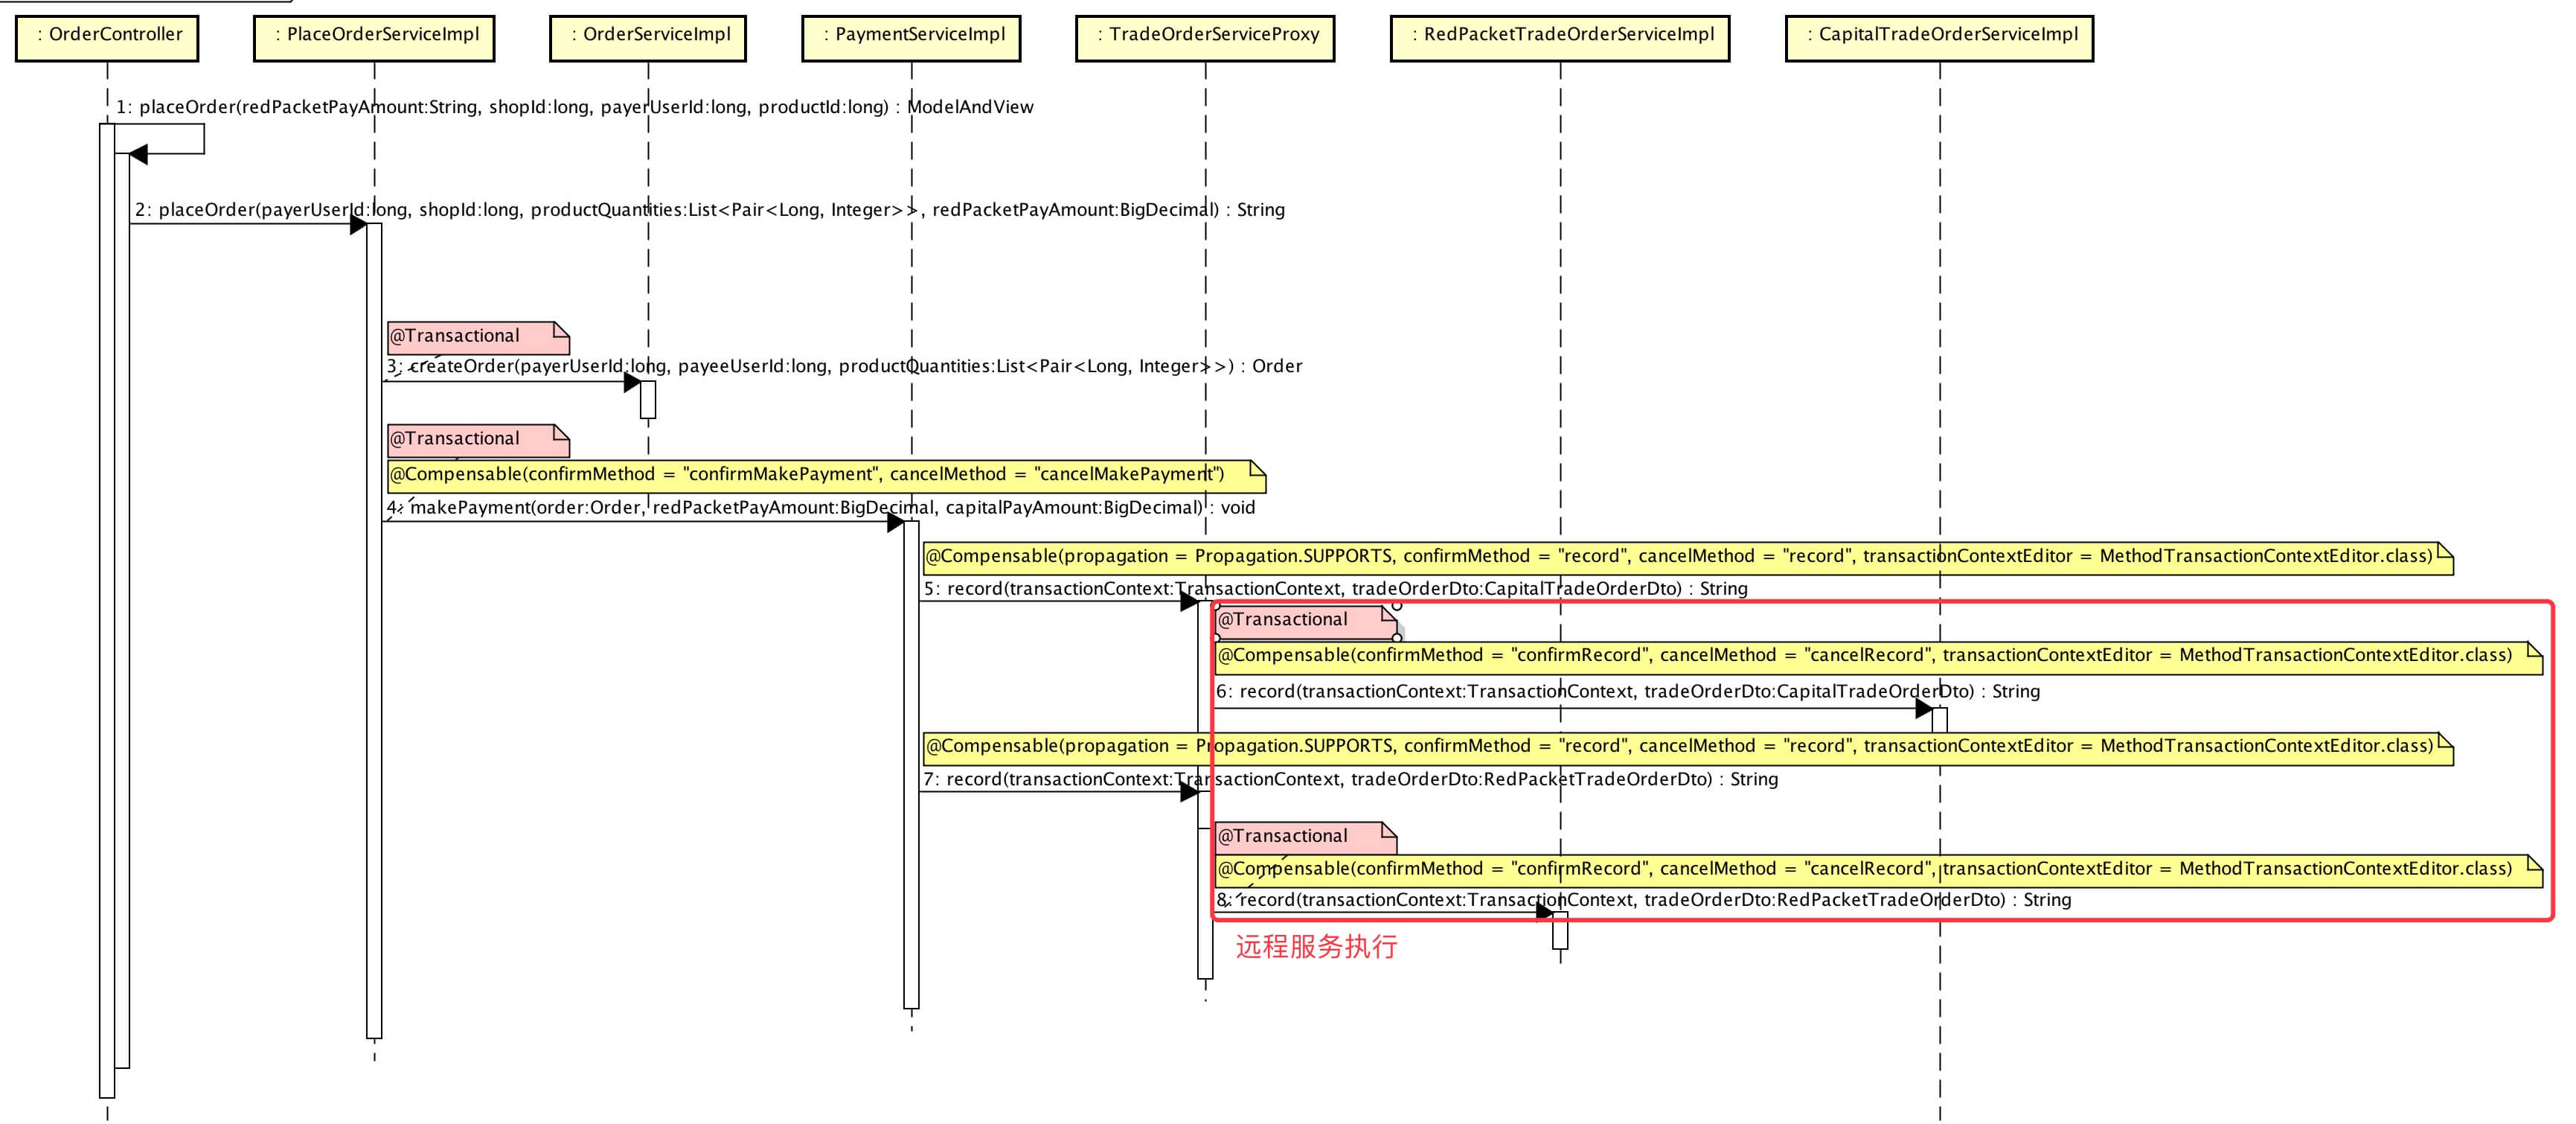 : OrderController
: PlaceOrderServiceImpl
: OrderServiceImpl
: PaymentServiceImpl
: TradeOrderServiceProxy
: RedPacketTradeOrderServiceImpl
: CapitalTradeOrderServiceImpl
1: placeOrder(redPacketPayAmount:String, shopId:long, payerUserId:long, productId:long) : ModelAndView
2: placeOrder(payerUserId:long, shopId:long, productQuantities:List<Pair<Long, Integer>>, redPacketPayAmount:BigDecimal) : String
@Transactional
3: createOrder(payerUserId:long, payeeUserId:long, productQuantities:List<Pair<Long, Integer>>) : Order
@Transactional
@Compensable(confirmMethod = "confirmMakePayment", cancelMethod = "cancelMakePayment")
4: makePayment(order:Order, redPacketPayAmount:BigDecimal, capitalPayAmount:BigDecimal) : void
@Compensable(propagation = Propagation.SUPPORTS, confirmMethod = "record", cancelMethod = "record", transactionContextEditor = MethodTransactionContextEditor.class)
5: record(transactionContext:TransactionContext, tradeOrderDto:CapitalTradeOrderDto) : String
@Transactional
@Compensable(confirmMethod = "confirmRecord", cancelMethod = "cancelRecord", transactionContextEditor = MethodTransactionContextEditor.class)
6: record(transactionContext:TransactionContext, tradeOrderDto:CapitalTradeOrderDto) : String
@Compensable(propagation = Propagation.SUPPORTS, confirmMethod = "record", cancelMethod = "record", transactionContextEditor = MethodTransactionContextEditor.class)
7: record(transactionContext:TransactionContext, tradeOrderDto:RedPacketTradeOrderDto) : String
@Transactional
@Compensable(confirmMethod = "confirmRecord", cancelMethod = "cancelRecord", transactionContextEditor = MethodTransactionContextEditor.class)
8: record(transactionContext:TransactionContext, tradeOrderDto:RedPacketTradeOrderDto) : String
远程服务执行